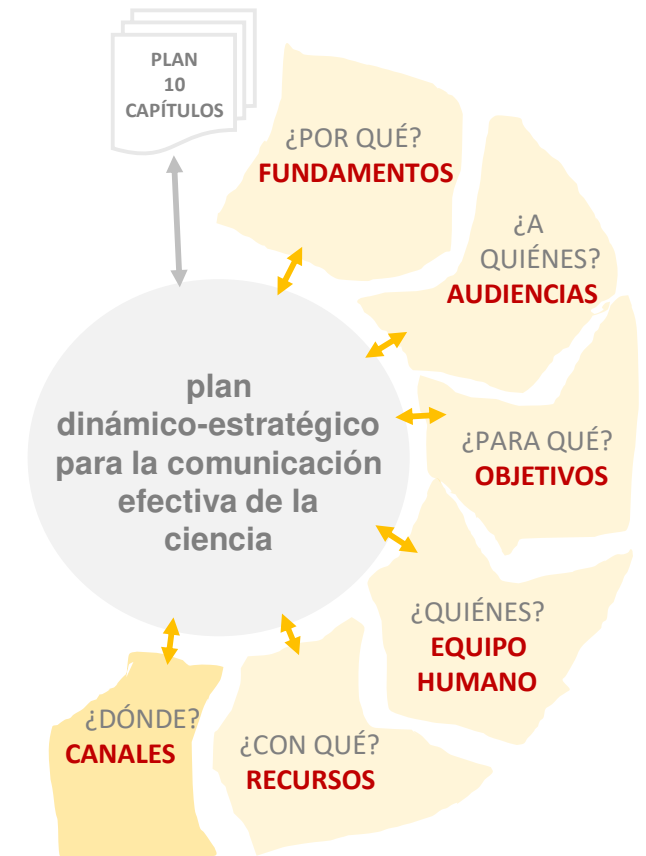 PLAN
10
CAPÍTULOS
¿POR QUÉ?
FUNDAMENTOS
¿A
QUIÉNES?
AUDIENCIAS
plan
dinámico-estratégico
para la comunicación
efectiva de la
ciencia
¿PARA QUÉ?
OBJETIVOS
¿QUIÉNES?
EQUIPO
HUMANO
¿CON QUÉ?
RECURSOS
¿DÓNDE?
CANALES